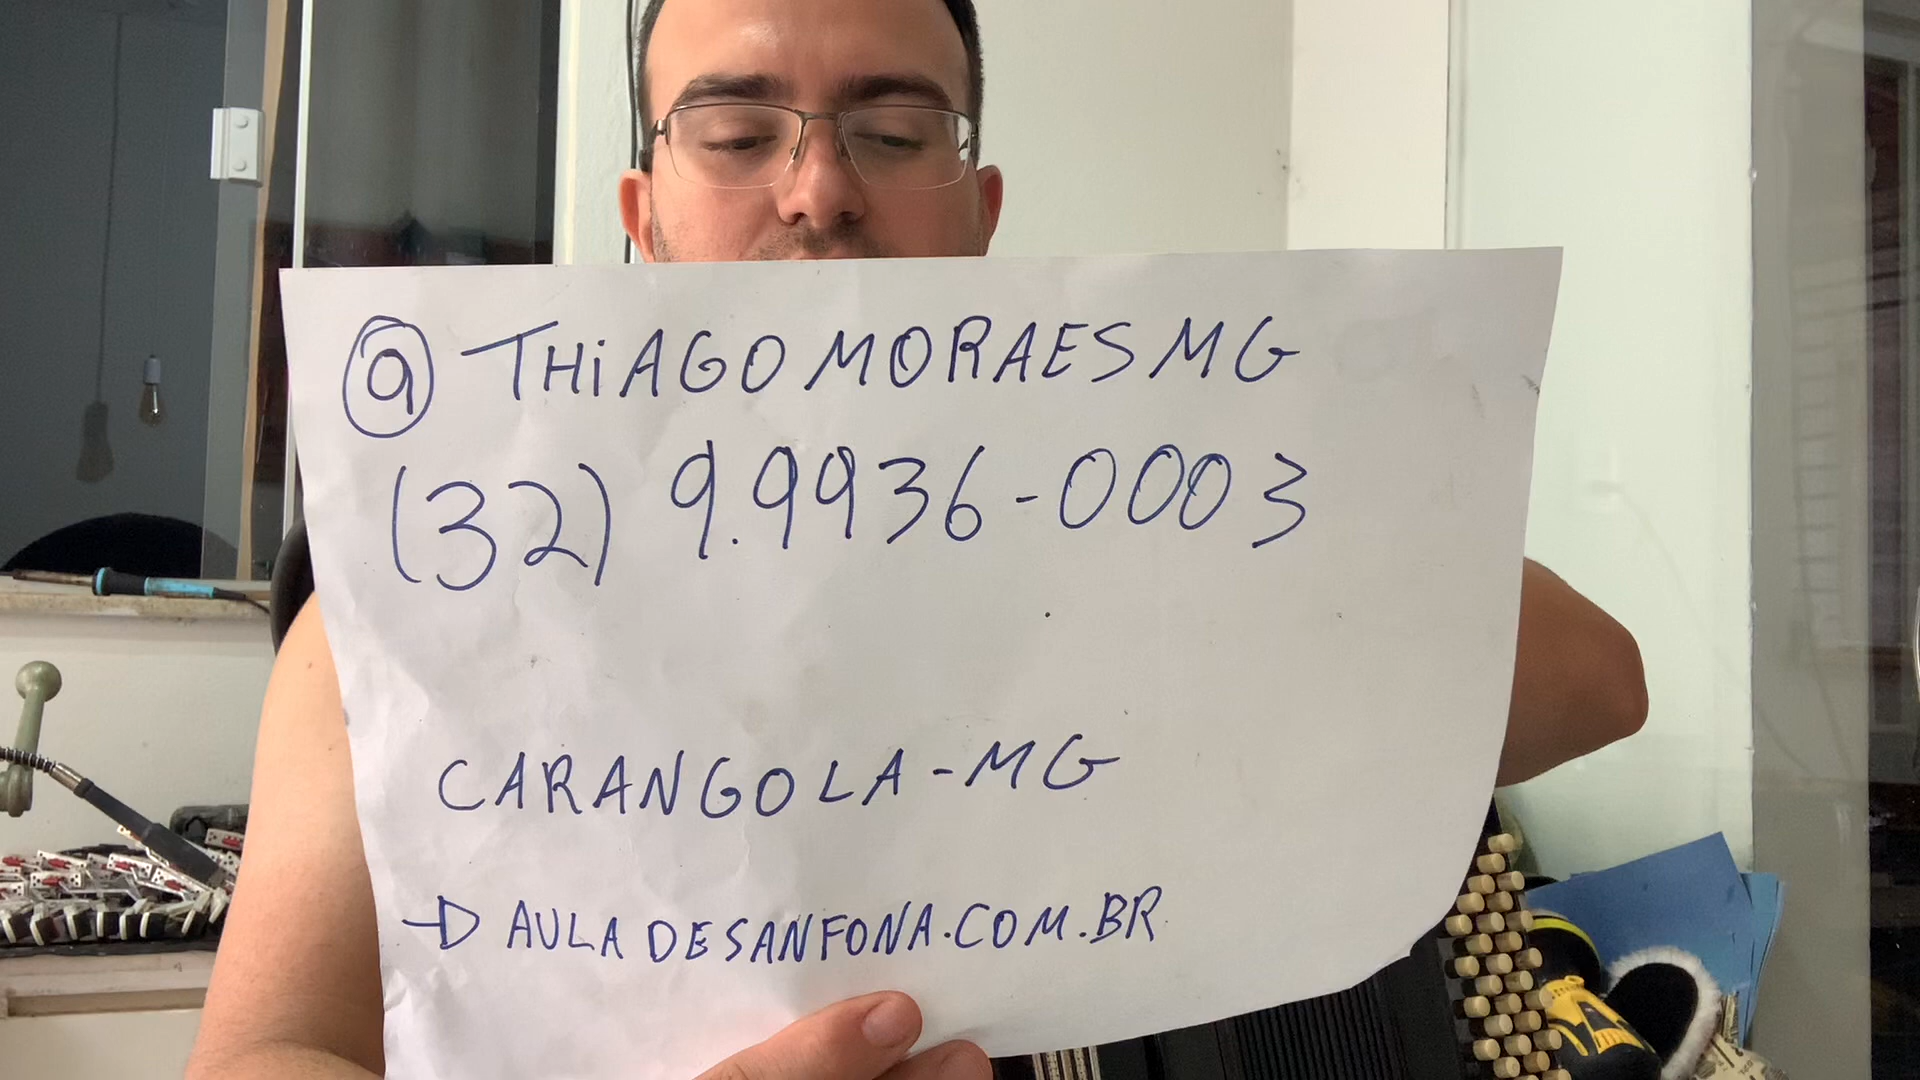 @ THIAGOMORAESMG
(32) 9.9936-0003
CARANGOLA-MG
→ AULADESANFONA.COM.BR